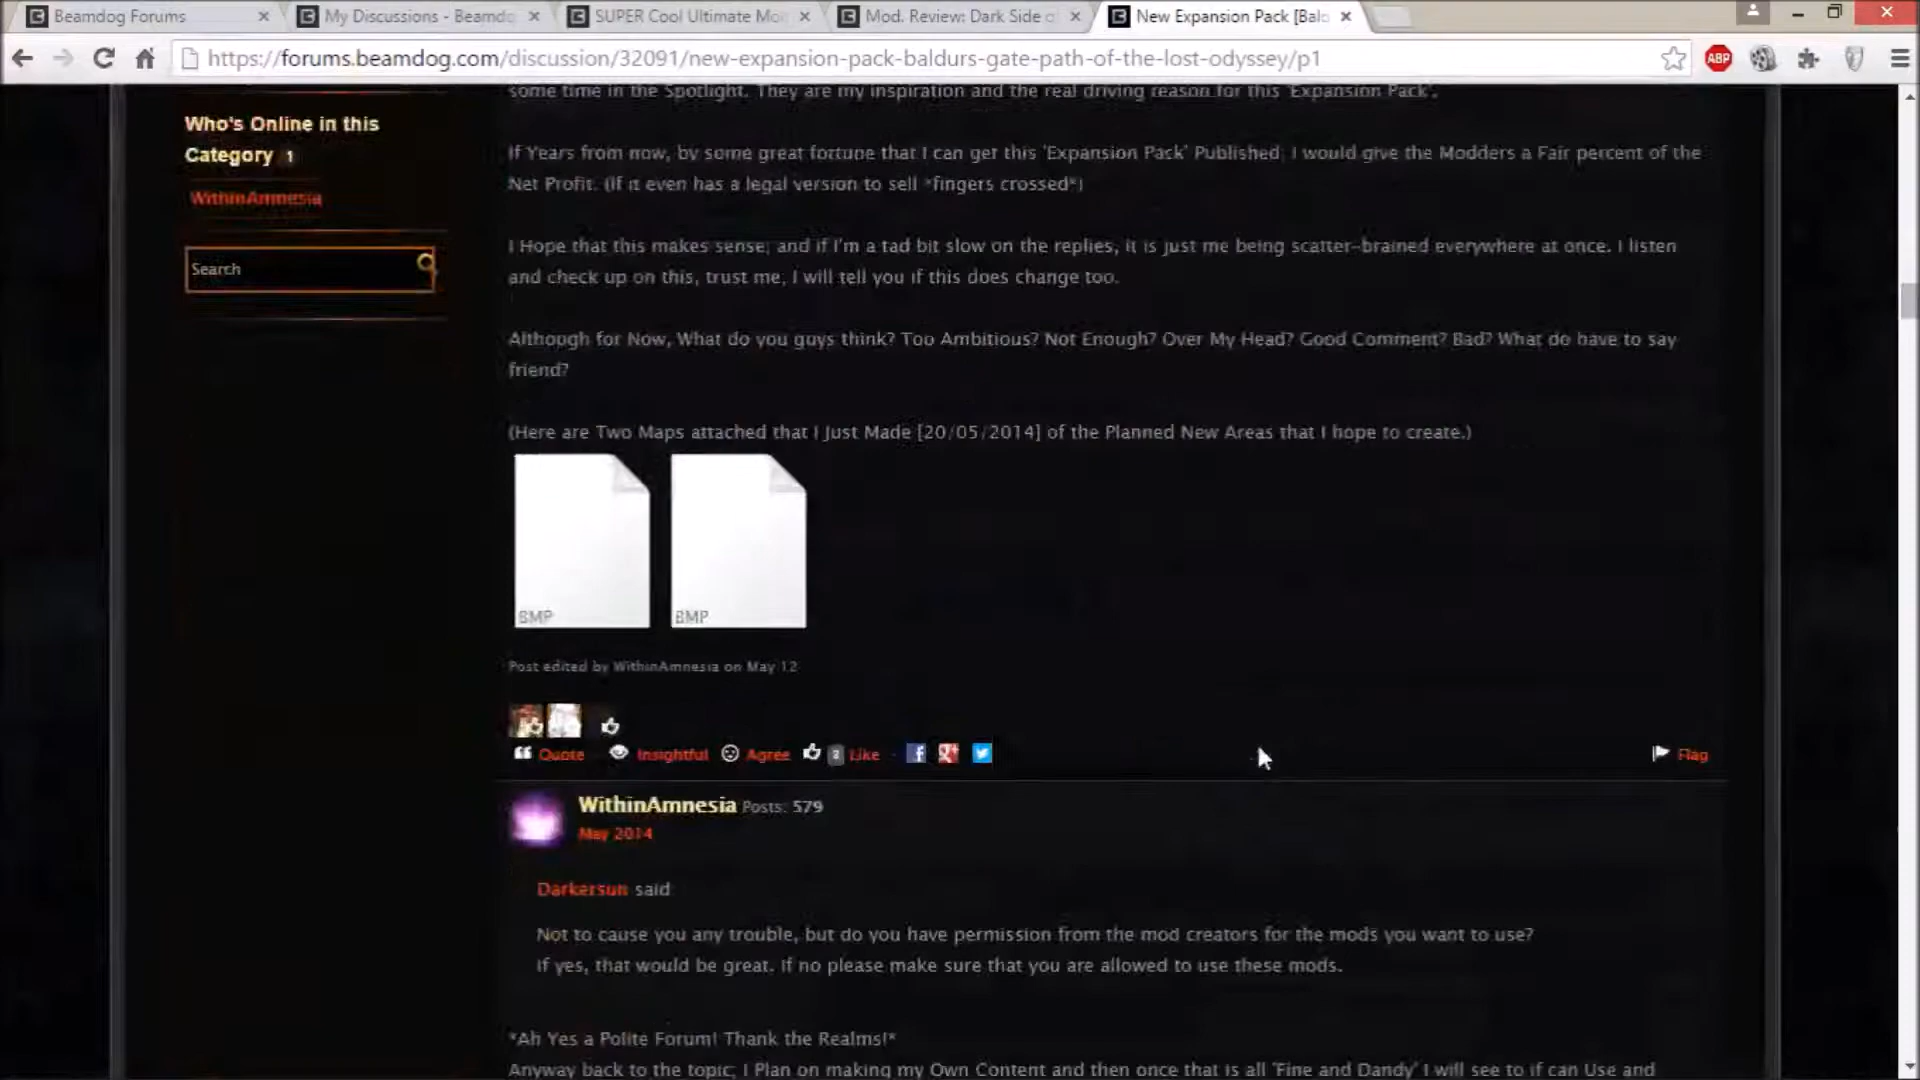 Beamdog Forums
My Discussions - Beamdo
SUPER Cool Ultimate Mo
Mod. Review: Dark Side o
New Expansion Pack [Bal
https://forums.beamdog.com/discussion/32091/new-expansion-pack-baldurs-gate-path-of-the-lost-odyssey/p1
ABP
Who's Online in this
Category 1
WithinAmnesia
Search
some time in the Spotlight. They are my inspiration and the real driving reason for this 'Expansion Pack'.
If Years from now, by some great fortune that I can get this 'Expansion Pack' Published; I would give the Modders a Fair percent of the
Net Profit. (If it even has a legal version to sell *fingers crossed*)
I Hope that this makes sense; and if I'm a tad bit slow on the replies, it is just me being scatter-brained everywhere at once. I listen
and check up on this, trust me, I will tell you if this does change too.
Although for Now, What do you guys think? Too Ambitious? Not Enough? Over My Head? Good Comment? Bad? What do have to say
friend?
(Here are Two Maps attached that I Just Made [20/05/2014] of the Planned New Areas that I hope to create.)
BMP BMP
Post edited by WithinAmnesia on May 12
Quote Insightful Agree 2 Like Flag
WithinAmnesia Posts: 579
May 2014
Darkersun said
Not to cause you any trouble, but do you have permission from the mod creators for the mods you want to use?
If yes, that would be great. If no please make sure that you are allowed to use these mods.
*Ah Yes a Polite Forum! Thank the Realms!*
Anyway back to the topic; I Plan on making my Own Content and then once that is all 'Fine and Dandy' I will see to if can Use and